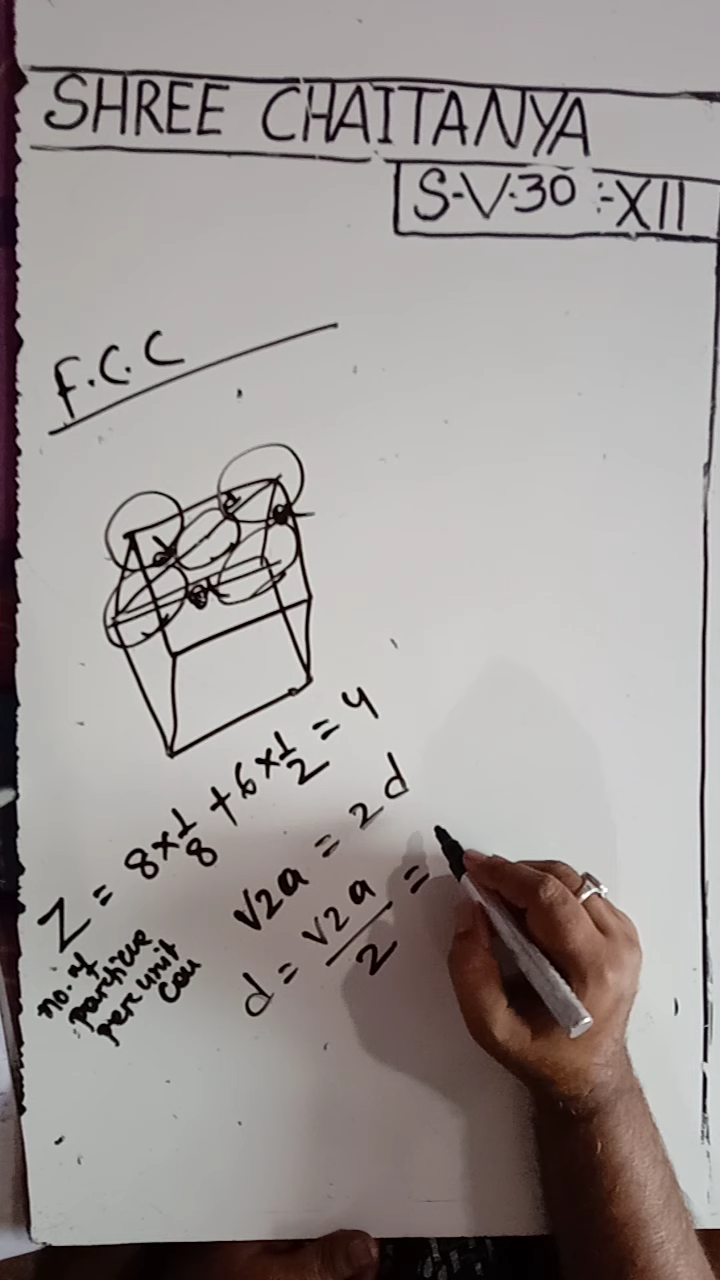 SHREE CHAITANYA
S.V.30 :-XII
F.C.C
d
d
Z = 8×1/8 + 6×1/2 = 4
no. of
particle
per unit
cell
√2a = 2d
d = √2a/2 =